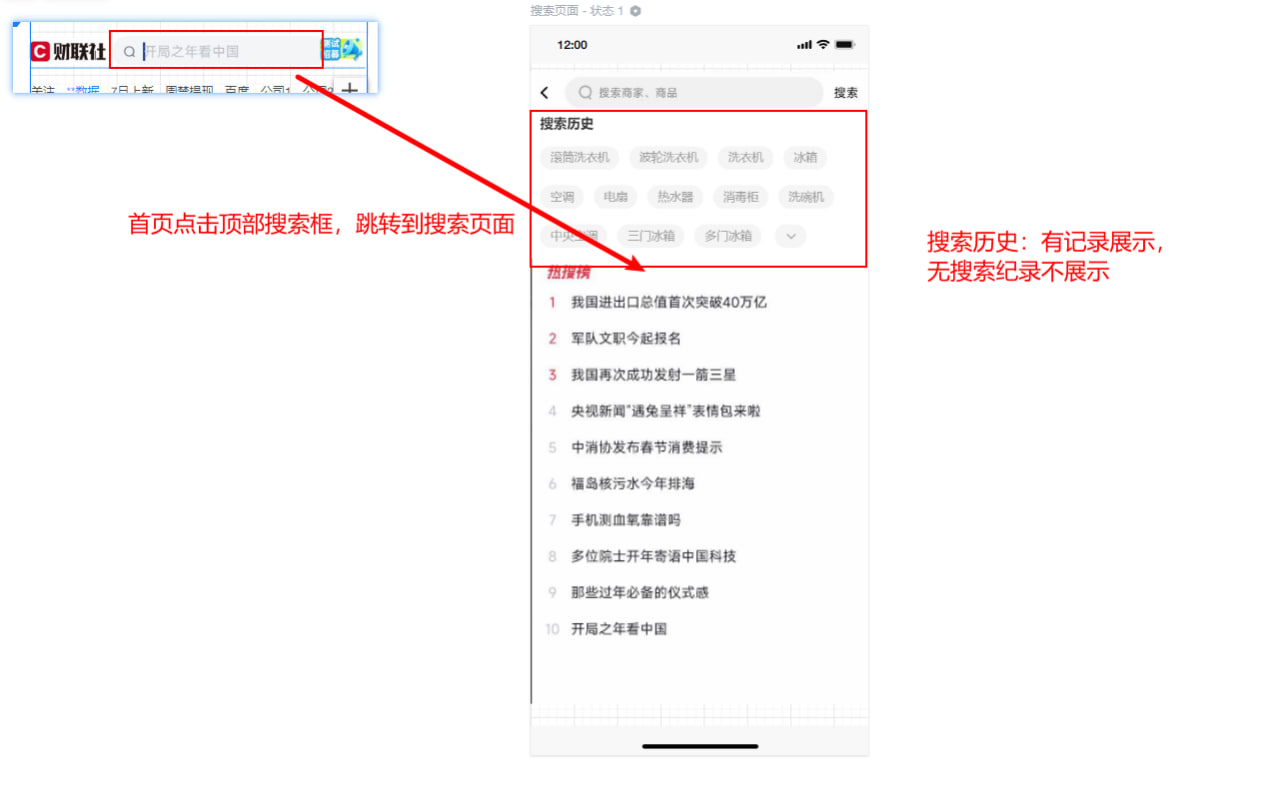 搜索页面 - 状态 1
财联社
开局之年看中国
关注 **数据 7日上新 周梦提现 百度 公司1
12:00
搜索商家、商品
搜索
搜索历史
滚筒洗衣机 波轮洗衣机 洗衣机 冰箱
空调 电扇 热水器 消毒柜 洗碗机
中央空调 三门冰箱 多门冰箱
首页点击顶部搜索框，跳转到搜索页面
搜索历史：有记录展示，
无搜索纪录不展示
热搜榜
1 我国进出口总值首次突破40万亿
2 军队文职今起报名
3 我国再次成功发射一箭三星
4 央视新闻“遇兔呈祥”表情包来啦
5 中消协发布春节消费提示
6 福岛核污水今年排海
7 手机测血氧靠谱吗
8 多位院士开年寄语中国科技
9 那些过年必备的仪式感
10 开局之年看中国